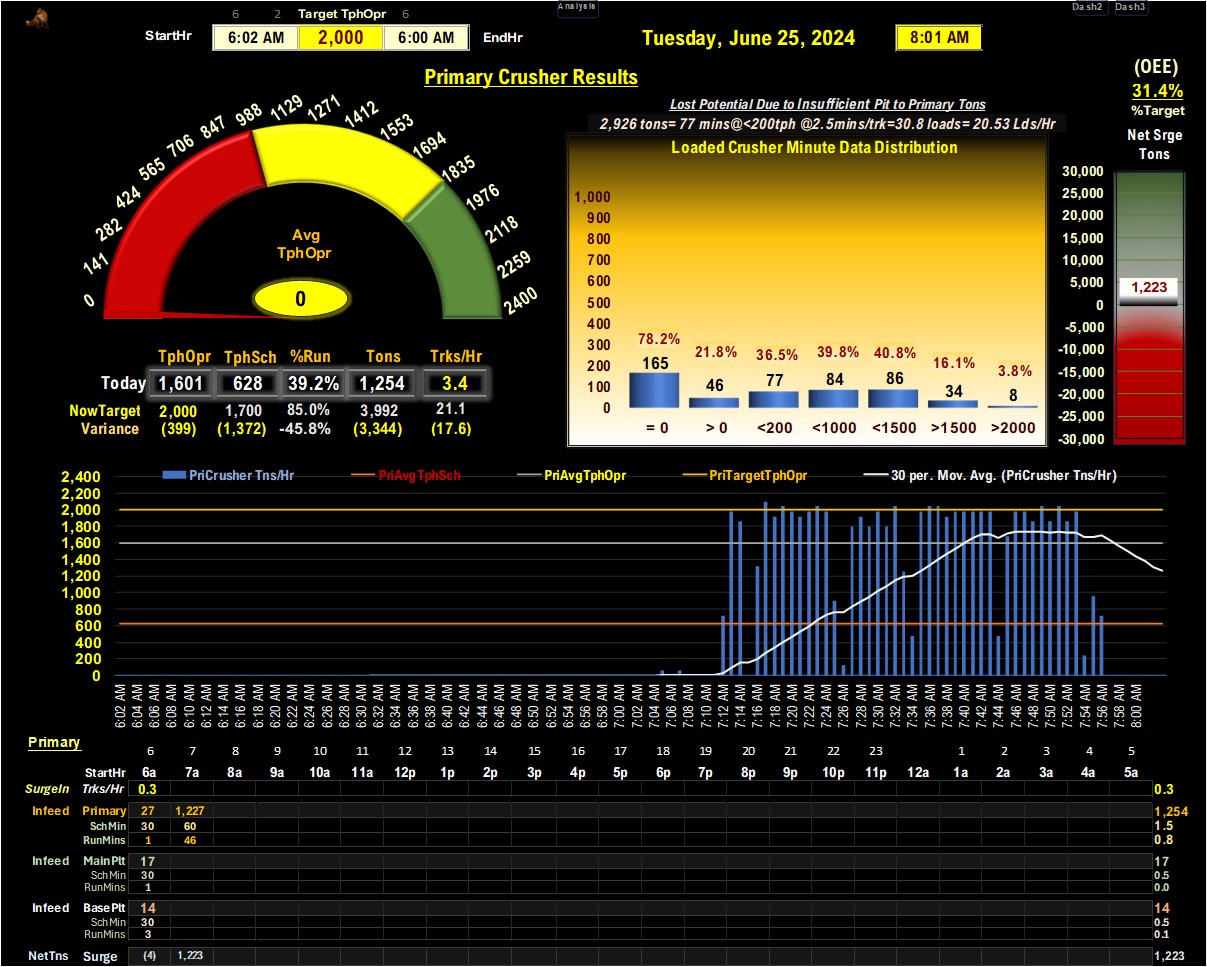 Analysis
Dash2 Dash3
6 2 Target TphOpr 6
StartHr 6:02 AM 2,000 6:00 AM EndHr
Tuesday, June 25, 2024
8:01 AM
Primary Crusher Results
(OEE)
31.4%
%Target
Net Srge
Tons
Lost Potential Due to Insufficient Pit to Primary Tons
2,926 tons= 77 mins@<200tph @2.5mins/trk=30.8 loads= 20.53 Lds/Hr
0 141 282 424 565 706 847 988 1129 1271 1412 1553 1694 1835 1976 2118 2259 2400
Avg
TphOpr
0
TphOpr TphSch %Run Tons Trks/Hr
Today 1,601 628 39.2% 1,254 3.4
NowTarget 2,000 1,700 85.0% 3,992 21.1
Variance (399) (1,372) -45.8% (3,344) (17.6)
Loaded Crusher Minute Data Distribution
1,000
900
800
700
600
500
400
300
200
100
0
78.2% 21.8% 36.5% 39.8% 40.8% 16.1% 3.8%
165 46 77 84 86 34 8
= 0 > 0 <200 <1000 <1500 >1500 >2000
30,000
25,000
20,000
15,000
10,000
5,000
0
-5,000
-10,000
-15,000
-20,000
-25,000
-30,000
1,223
PriCrusher Tns/Hr PriAvgTphSch PriAvgTphOpr PriTargetTphOpr 30 per. Mov. Avg. (PriCrusher Tns/Hr)
2,400
2,200
2,000
1,800
1,600
1,400
1,200
1,000
800
600
400
200
0
6:02 AM 6:04 AM 6:06 AM 6:08 AM 6:10 AM 6:12 AM 6:14 AM 6:16 AM 6:18 AM 6:20 AM 6:22 AM 6:24 AM 6:26 AM 6:28 AM 6:30 AM 6:32 AM 6:34 AM 6:36 AM 6:38 AM 6:40 AM 6:42 AM 6:44 AM 6:46 AM 6:48 AM 6:50 AM 6:52 AM 6:54 AM 6:56 AM 6:58 AM 7:00 AM 7:02 AM 7:04 AM 7:06 AM 7:08 AM 7:10 AM 7:12 AM 7:14 AM 7:16 AM 7:18 AM 7:20 AM 7:22 AM 7:24 AM 7:26 AM 7:28 AM 7:30 AM 7:32 AM 7:34 AM 7:36 AM 7:38 AM 7:40 AM 7:42 AM 7:44 AM 7:46 AM 7:48 AM 7:50 AM 7:52 AM 7:54 AM 7:56 AM 7:58 AM 8:00 AM
Primary
6 7 8 9 10 11 12 13 14 15 16 17 18 19 20 21 22 23 1 2 3 4 5
StartHr 6a 7a 8a 9a 10a 11a 12p 1p 2p 3p 4p 5p 6p 7p 8p 9p 10p 11p 12a 1a 2a 3a 4a 5a
SurgeIn Trks/Hr 0.3 0.3
Infeed Primary 27 1,227 1,254
SchMin 30 60 1.5
RunMins 1 46 0.8
Infeed MainPlt 17 17
SchMin 30 0.5
RunMins 1 0.0
Infeed BasePlt 14 14
SchMin 30 0.5
RunMins 3 0.1
NetTns Surge (4) 1,223 1,223